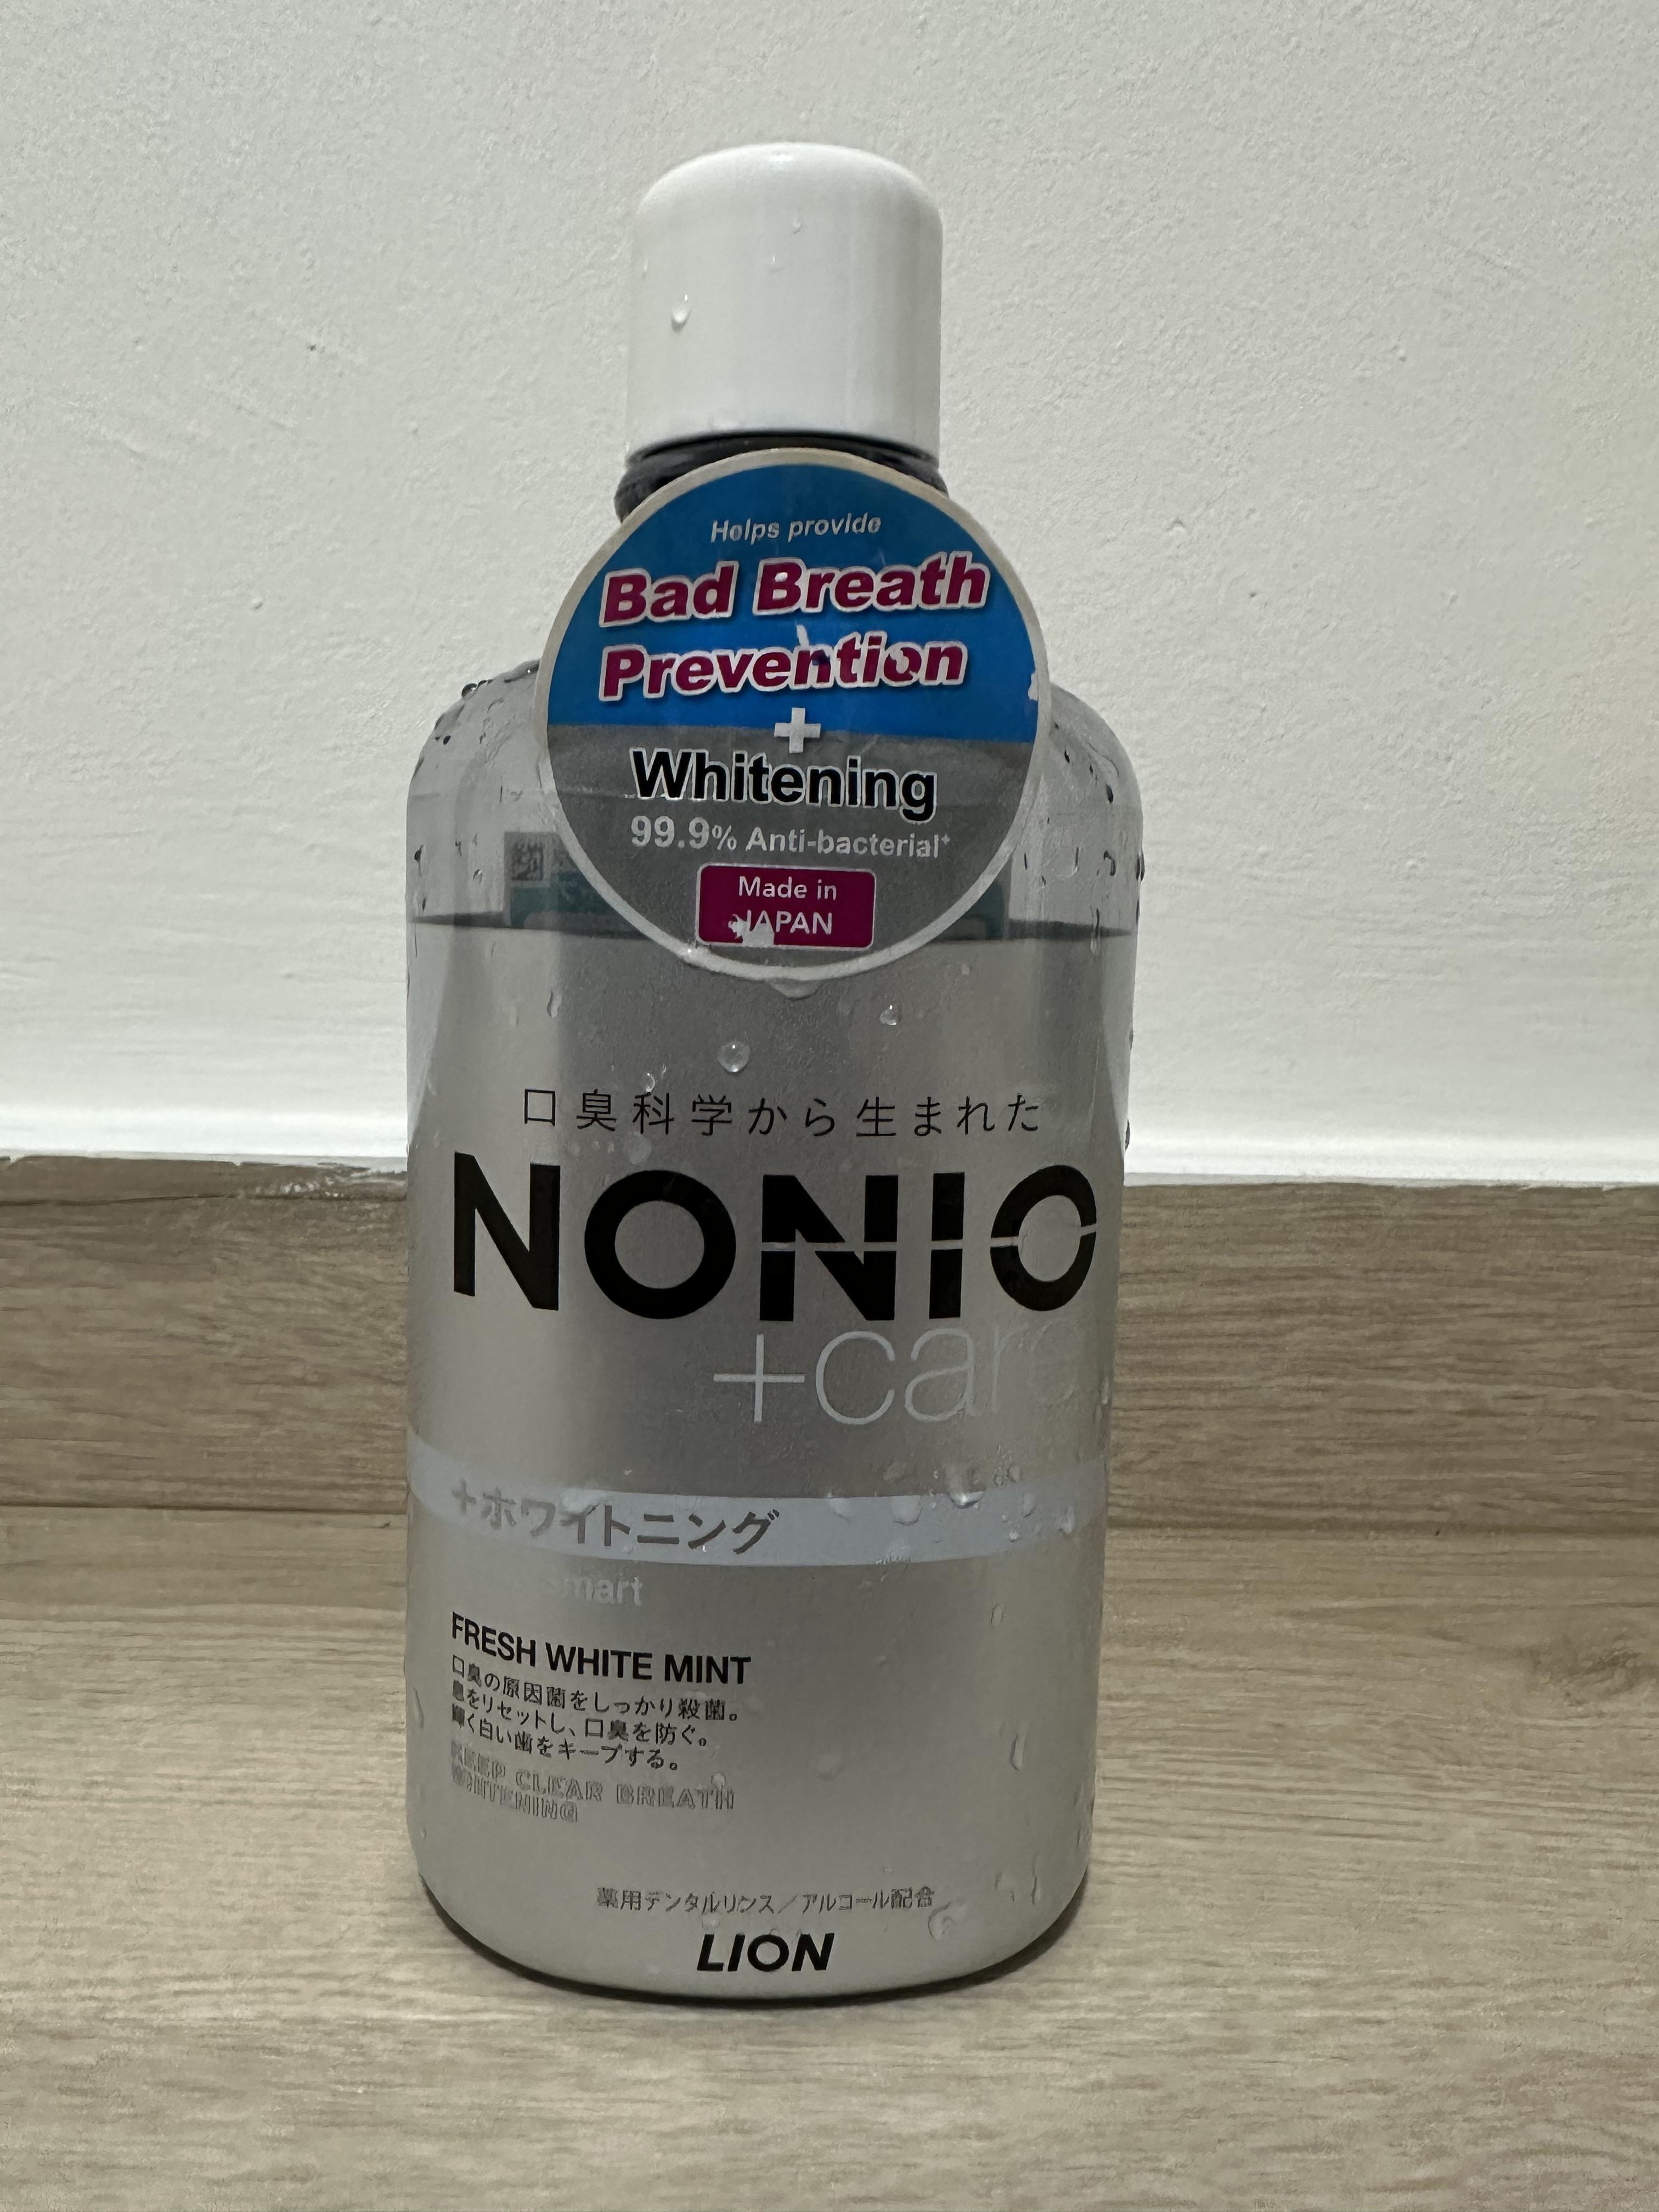 Helps provide
Bad Breath
Prevention
+
Whitening
99.9% Anti-bacterial+
Made in
JAPAN
口臭科学から生まれた
NONIO
+care
+ホワイトニング
smart
FRESH WHITE MINT
口臭の原因菌をしっかり殺菌。
息をリセットし、口臭を防ぐ。
輝く白い歯をキープする。
KEEP CLEAR BREATH
WHITENING
薬用デンタルリンス/アルコール配合
LION